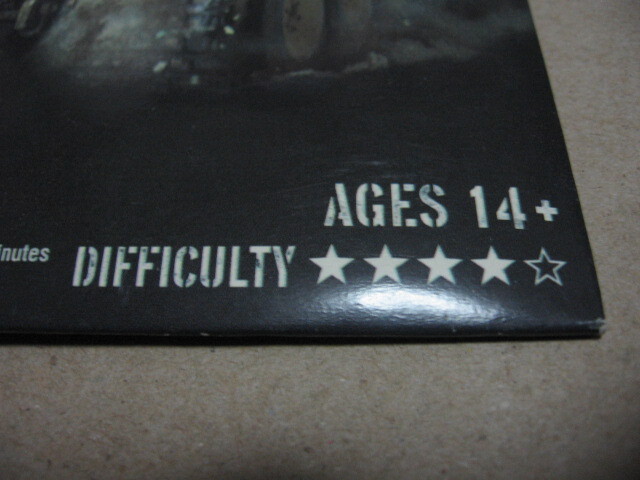 AGES 14+
inutes
DIFFICULTY ★★★★☆